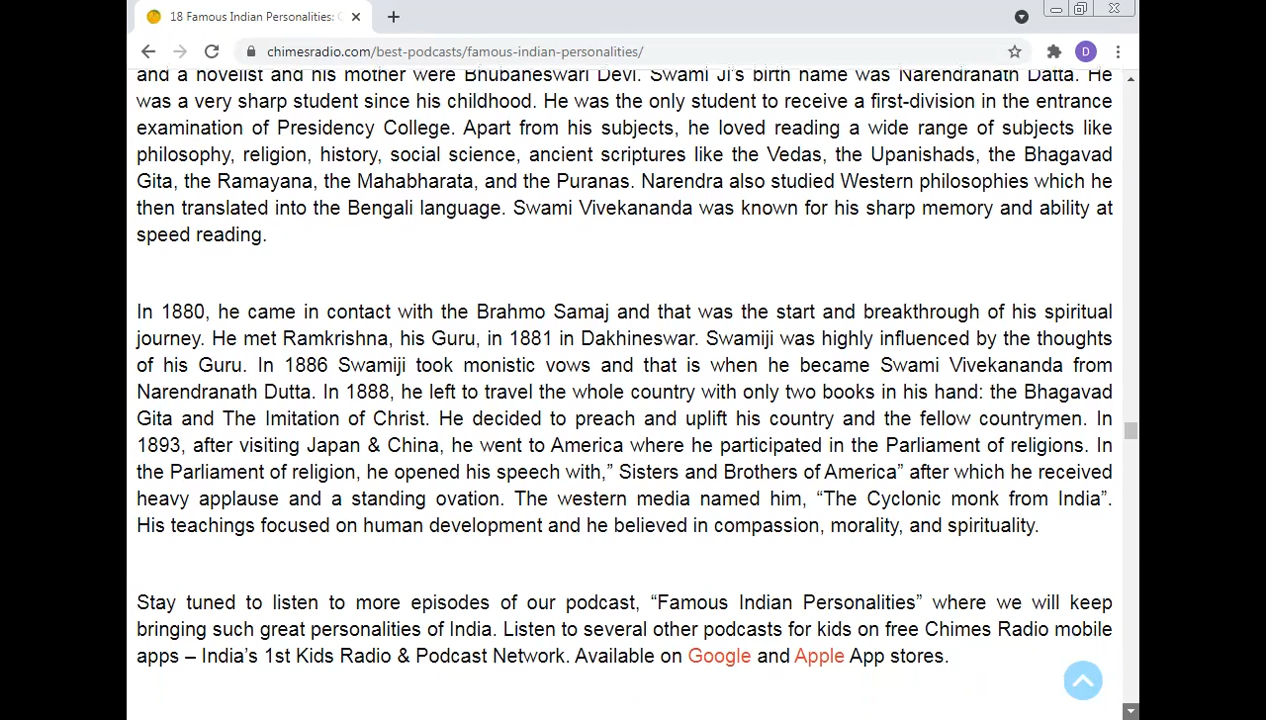 18 Famous Indian Personalities:
chimesradio.com/best-podcasts/famous-indian-personalities/
D
and a novelist and his mother were Bhubaneswari Devi. Swami Ji's birth name was Narendranath Datta. He
was a very sharp student since his childhood. He was the only student to receive a first-division in the entrance
examination of Presidency College. Apart from his subjects, he loved reading a wide range of subjects like
philosophy, religion, history, social science, ancient scriptures like the Vedas, the Upanishads, the Bhagavad
Gita, the Ramayana, the Mahabharata, and the Puranas. Narendra also studied Western philosophies which he
then translated into the Bengali language. Swami Vivekananda was known for his sharp memory and ability at
speed reading.
In 1880, he came in contact with the Brahmo Samaj and that was the start and breakthrough of his spiritual
journey. He met Ramkrishna, his Guru, in 1881 in Dakhineswar. Swamiji was highly influenced by the thoughts
of his Guru. In 1886 Swamiji took monistic vows and that is when he became Swami Vivekananda from
Narendranath Dutta. In 1888, he left to travel the whole country with only two books in his hand: the Bhagavad
Gita and The Imitation of Christ. He decided to preach and uplift his country and the fellow countrymen. In
1893, after visiting Japan & China, he went to America where he participated in the Parliament of religions. In
the Parliament of religion, he opened his speech with,” Sisters and Brothers of America” after which he received
heavy applause and a standing ovation. The western media named him, “The Cyclonic monk from India”.
His teachings focused on human development and he believed in compassion, morality, and spirituality.
Stay tuned to listen to more episodes of our podcast, “Famous Indian Personalities” where we will keep
bringing such great personalities of India. Listen to several other podcasts for kids on free Chimes Radio mobile
apps – India’s 1st Kids Radio & Podcast Network. Available on Google and Apple App stores.